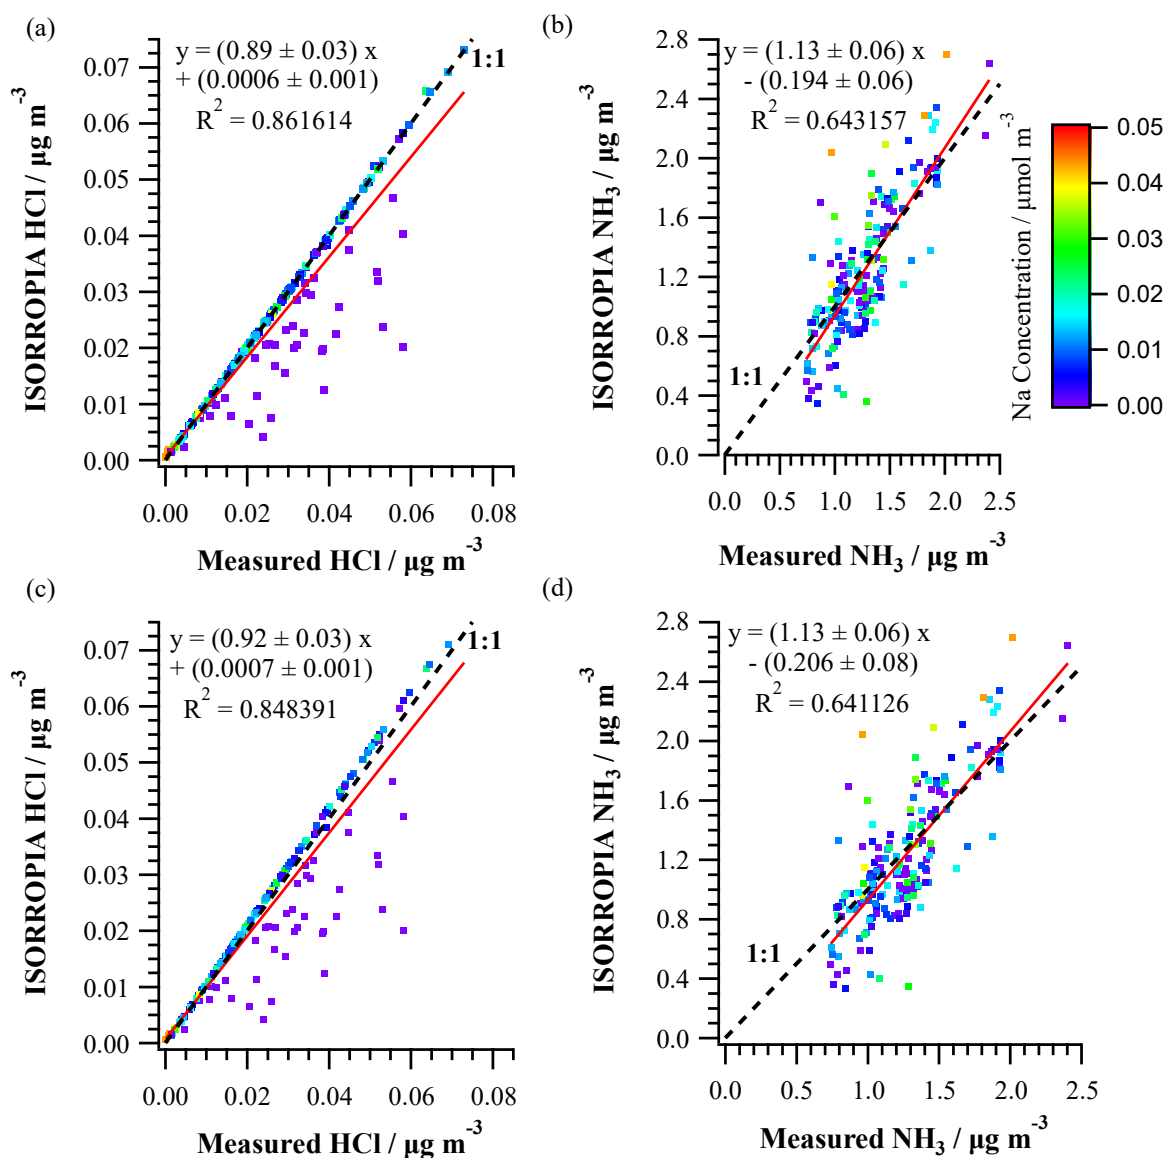 (a)
y = (0.89 ± 0.03) x
+ (0.0006 ± 0.001)
R² = 0.861614
1:1
0.07
0.06
0.05
0.04
0.03
0.02
0.01
0.00
ISORROPIA HCl / µg m⁻³
0.00 0.02 0.04 0.06 0.08
Measured HCl / µg m⁻³
(b)
y = (1.13 ± 0.06) x
- (0.194 ± 0.06)
R² = 0.643157
1:1
2.8
2.4
2.0
1.6
1.2
0.8
0.4
0.0
ISORROPIA NH₃ / µg m⁻³
0.0 0.5 1.0 1.5 2.0 2.5
Measured NH₃ / µg m⁻³
Na Concentration / µmol m⁻³
0.05
0.04
0.03
0.02
0.01
0.00
(c)
y = (0.92 ± 0.03) x
+ (0.0007 ± 0.001)
R² = 0.848391
1:1
0.07
0.06
0.05
0.04
0.03
0.02
0.01
0.00
ISORROPIA HCl / µg m⁻³
0.00 0.02 0.04 0.06 0.08
Measured HCl / µg m⁻³
(d)
y = (1.13 ± 0.06) x
- (0.206 ± 0.08)
R² = 0.641126
1:1
2.8
2.4
2.0
1.6
1.2
0.8
0.4
0.0
ISORROPIA NH₃ / µg m⁻³
0.0 0.5 1.0 1.5 2.0 2.5
Measured NH₃ / µg m⁻³